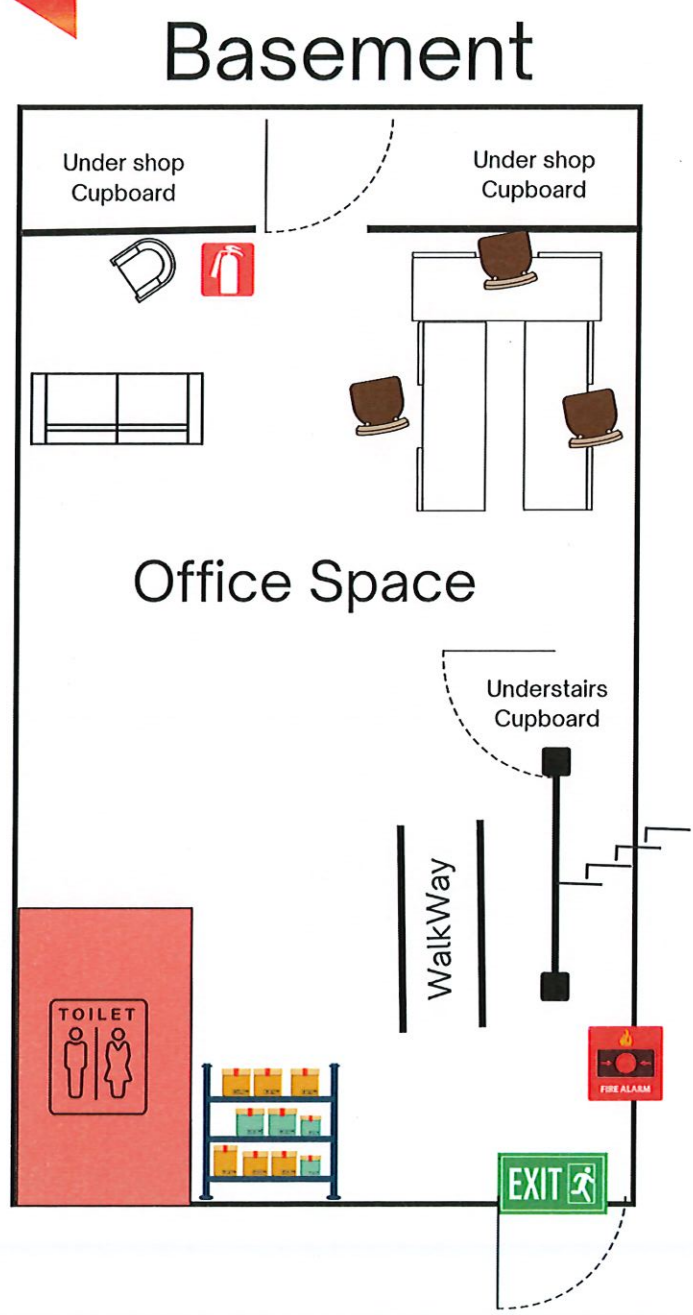 Basement
Under shop
Cupboard
Under shop
Cupboard
Office Space
Understairs
Cupboard
WalkWay
TOILET
FIRE ALARM
EXIT